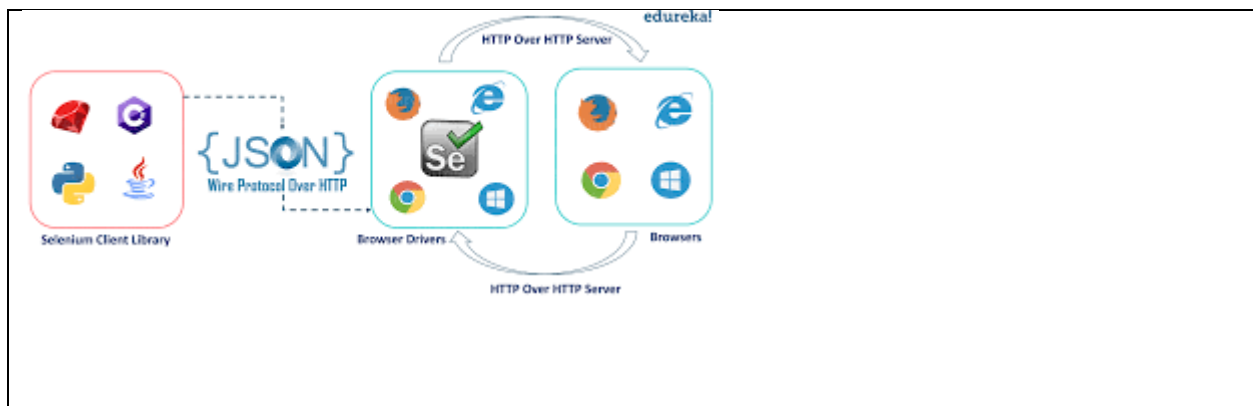 edureka!
HTTP Over HTTP Server
{JSON}
Wire Protocol Over HTTP
Se
Selenium Client Library
Browser Drivers
Browsers
HTTP Over HTTP Server